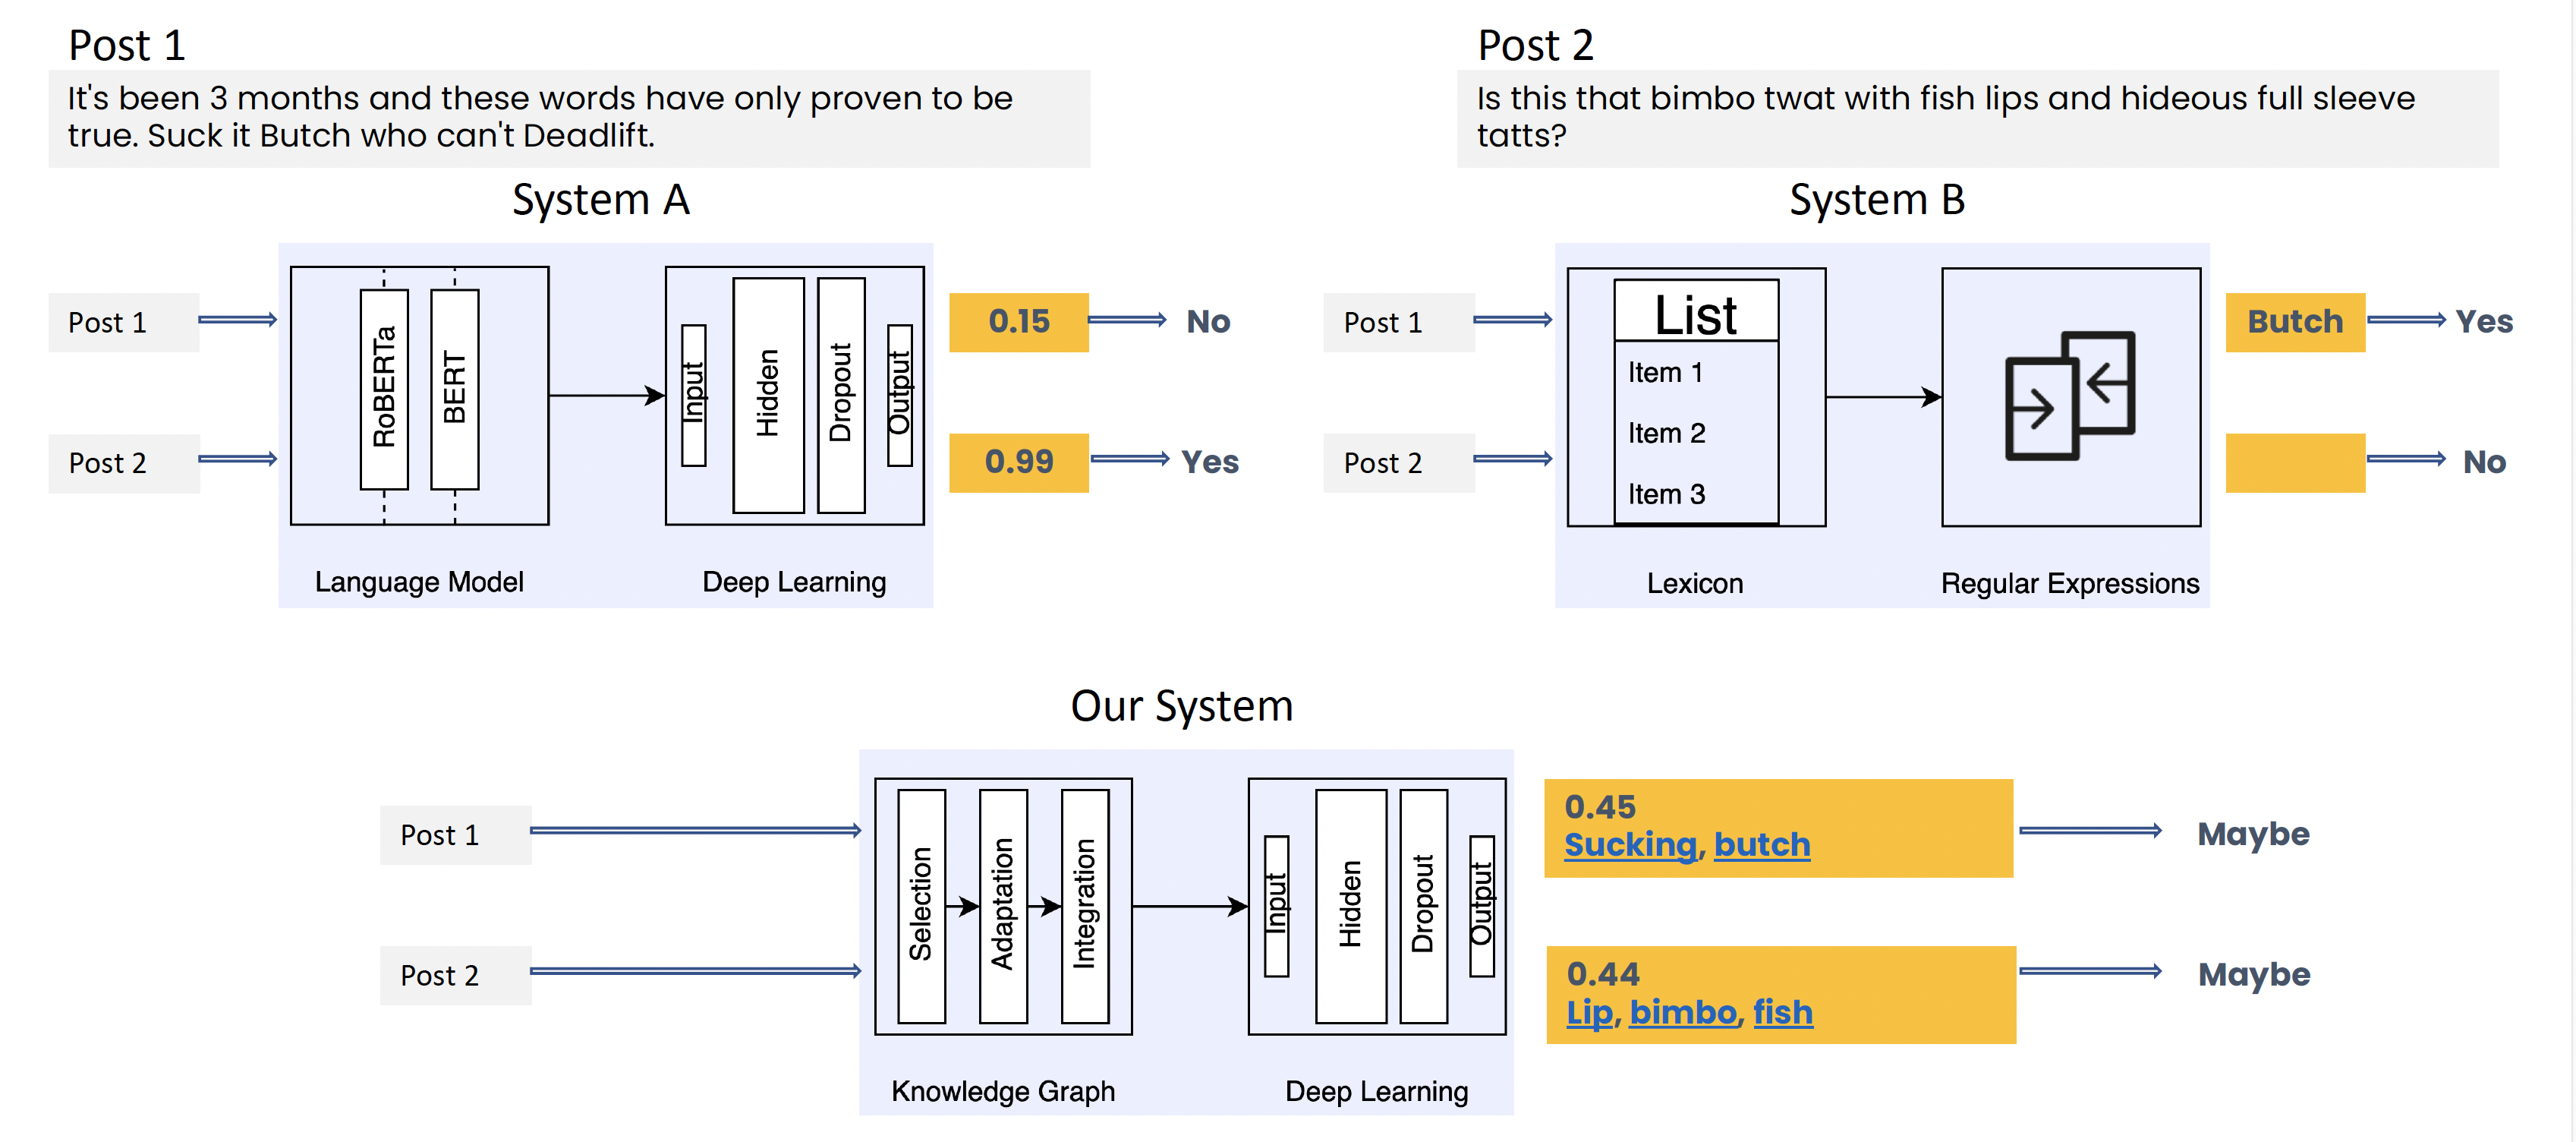 Post 1
It's been 3 months and these words have only proven to be
true. Suck it Butch who can't Deadlift.
Post 2
Is this that bimbo twat with fish lips and hideous full sleeve
tatts?
System A
Post 1
Post 2
RoBERTa
BERT
Language Model
Input
Hidden
Dropout
Output
Deep Learning
0.15
No
0.99
Yes
System B
Post 1
Post 2
List
Item 1
Item 2
Item 3
Lexicon
Regular Expressions
Butch
Yes
No
Our System
Post 1
Post 2
Selection
Adaptation
Integration
Knowledge Graph
Input
Hidden
Dropout
Output
Deep Learning
0.45
Sucking, butch
Maybe
0.44
Lip, bimbo, fish
Maybe